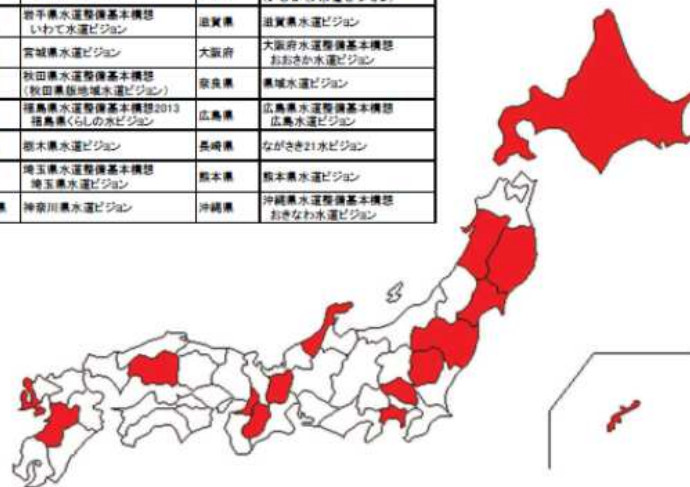 岩手県水道整備基本構想
いわて水道ビジョン
滋賀県
滋賀県水道ビジョン
宮城県水道ビジョン
大阪府
大阪府水道整備基本構想
おおさか水道ビジョン
秋田県水道整備基本構想
(秋田県版地域水道ビジョン)
奈良県
県域水道ビジョン
福島県水道整備基本構想2013
福島県くらしの水ビジョン
広島県
広島県水道整備基本構想
広島水道ビジョン
栃木県水道ビジョン
長崎県
ながさき21水ビジョン
埼玉県水道整備基本構想
埼玉県水道ビジョン
熊本県
熊本県水道ビジョン
県
神奈川県水道ビジョン
沖縄県
沖縄県水道整備基本構想
おきなわ水道ビジョン